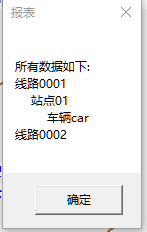 报表
所有数据如下:
线路0001
站点01
车辆car
线路0002
确定